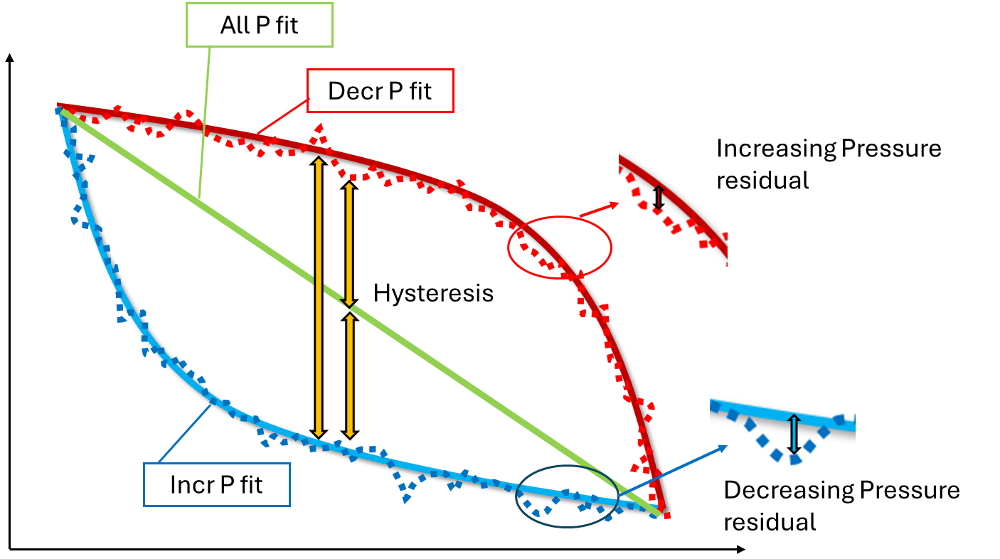 All P fit
Decr P fit
Increasing Pressure
residual
Hysteresis
Incr P fit
Decreasing Pressure
residual